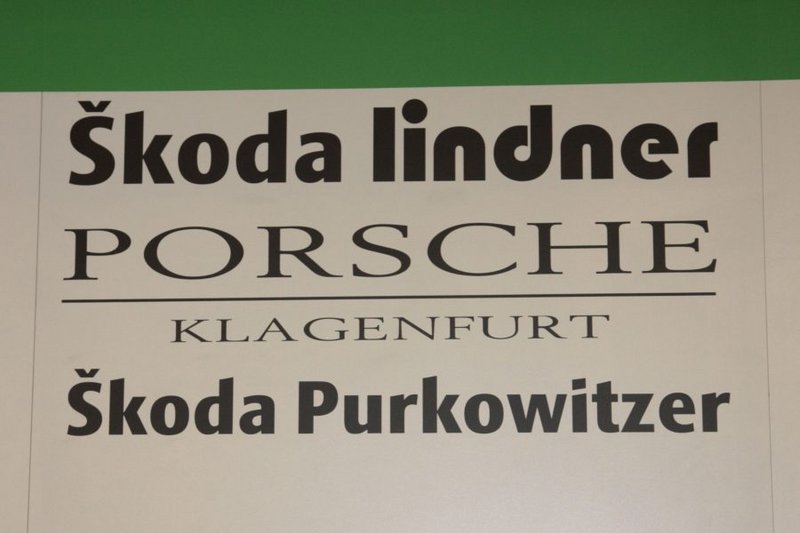 Škoda lindner
PORSCHE
KLAGENFURT
Škoda Purkowitzer